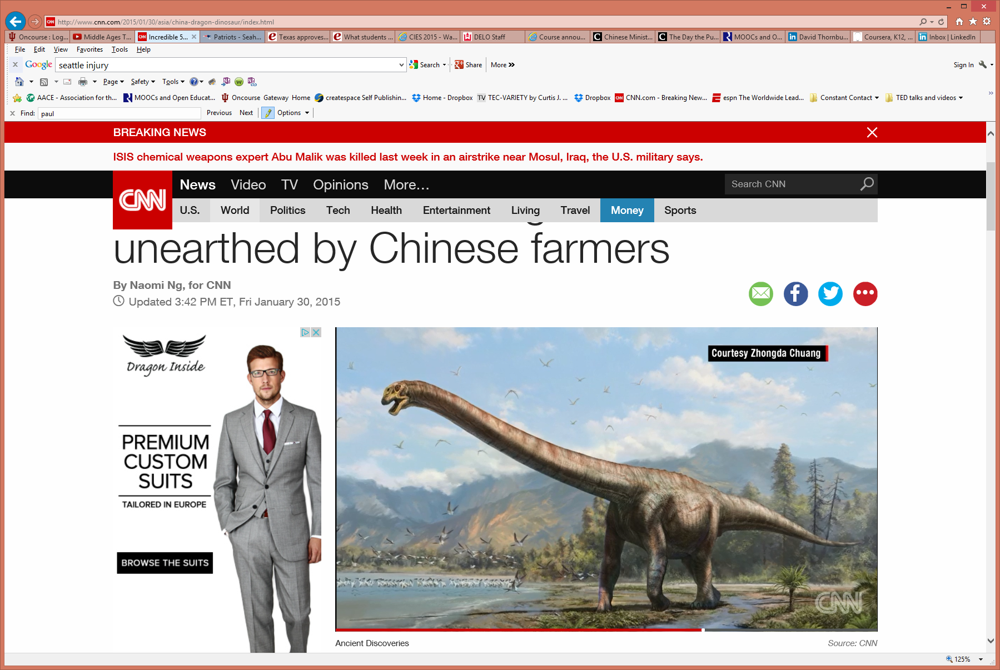 http://www.cnn.com/2015/01/30/asia/china-dragon-dinosaur/index.html
Oncourse : Log... Middle Ages T... Incredible 5... Patriots - Seah... Texas approves... What students ... CIES 2015 - Wa... DELO Staff Course annou... Chinese Minist... The Day the Pu... MOOCs and O... David Thornbu... Coursera, K12, ... Inbox | LinkedIn
File Edit View Favorites Tools Help
x Google seattle injury Search Share More » Sign In
Page Safety Tools
AACE - Association for th... MOOCs and Open Educat... Oncourse Gateway Home createspace Self Publishin... Home - Dropbox TEC-VARIETY by Curtis J. ... Dropbox CNN.com - Breaking New... espn The Worldwide Lead... Constant Contact TED talks and videos »
x Find: paul Previous Next Options
BREAKING NEWS
ISIS chemical weapons expert Abu Malik was killed last week in an airstrike near Mosul, Iraq, the U.S. military says.
CNN News Video TV Opinions More... Search CNN
U.S. World Politics Tech Health Entertainment Living Travel Money Sports
unearthed by Chinese farmers
By Naomi Ng, for CNN
Updated 3:42 PM ET, Fri January 30, 2015
Dragon Inside
PREMIUM
CUSTOM
SUITS
TAILORED IN EUROPE
BROWSE THE SUITS
Courtesy Zhongda Chuang
CNN
Ancient Discoveries Source: CNN
125%